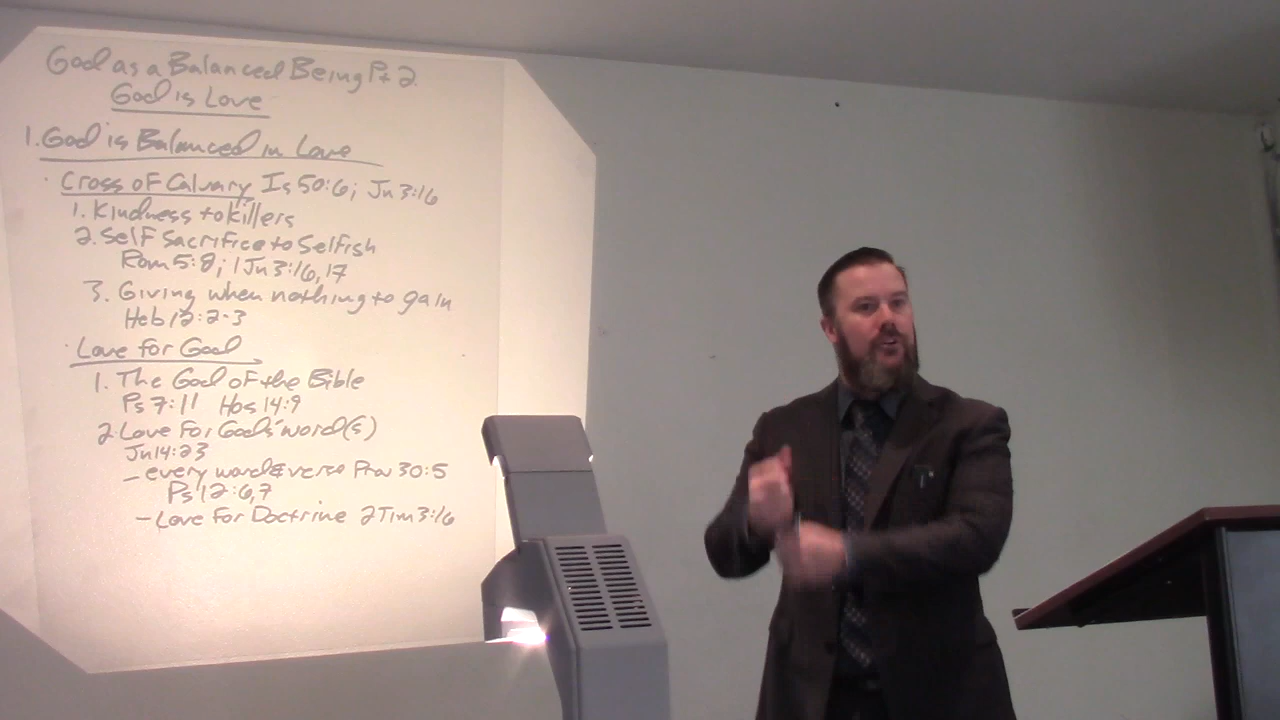 God as a Balanced Being Pt 2
God is Love
1. God is Balanced in Love
· Cross of Calvary Is 50:6; Jn 3:16
1. Kindness to killers
2. Self Sacrifice to Selfish
Rom 5:8; 1 Jn 3:16,17
3. Giving when nothing to gain
Heb 12:2-3
· Love for God
1. The God of the Bible
Ps 7:11 Hos 14:9
2. Love for God's word(s)
Jn 14:23
- every word & verse Prov 30:5
Ps 12:6,7
- Love for Doctrine 2 Tim 3:16